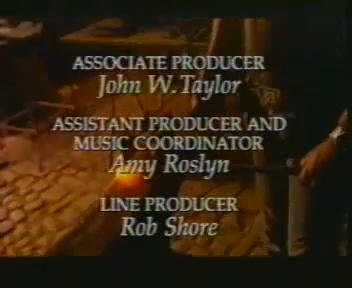 ASSOCIATE PRODUCER
John W. Taylor
ASSISTANT PRODUCER AND
MUSIC COORDINATOR
Amy Roslyn
LINE PRODUCER
Rob Shore